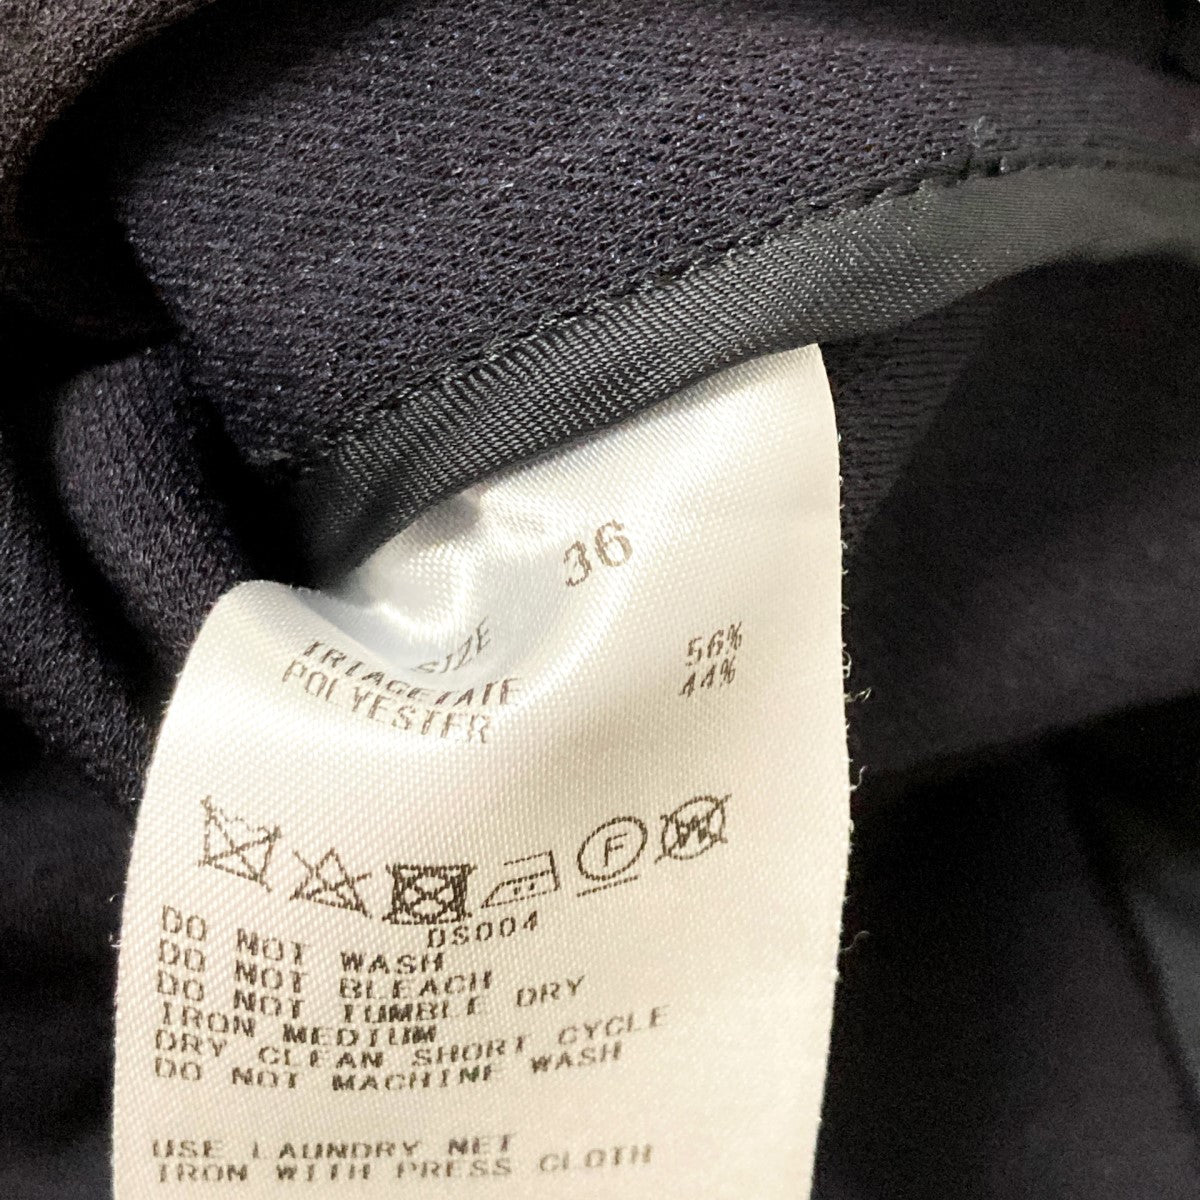 36
SIZE
TRIACETATE 56%
POLYESTER 44%
F
W
DS004
DO NOT WASH
DO NOT BLEACH
DO NOT TUMBLE DRY
IRON MEDIUM
DRY CLEAN SHORT CYCLE
DO NOT MACHINE WASH
USE LAUNDRY NET
IRON WITH PRESS CLOTH